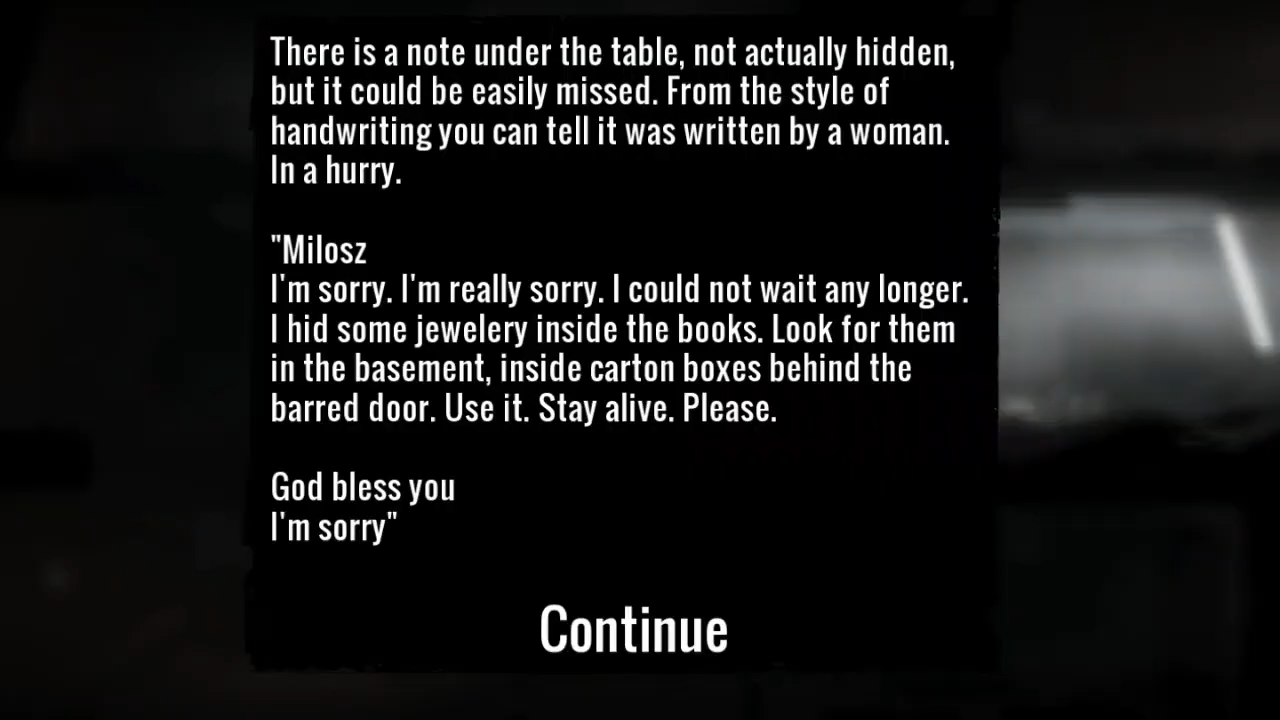 There is a note under the table, not actually hidden,
but it could be easily missed. From the style of
handwriting you can tell it was written by a woman.
In a hurry.
"Milosz
I'm sorry. I'm really sorry. I could not wait any longer.
I hid some jewelery inside the books. Look for them
in the basement, inside carton boxes behind the
barred door. Use it. Stay alive. Please.
God bless you
I'm sorry"
Continue